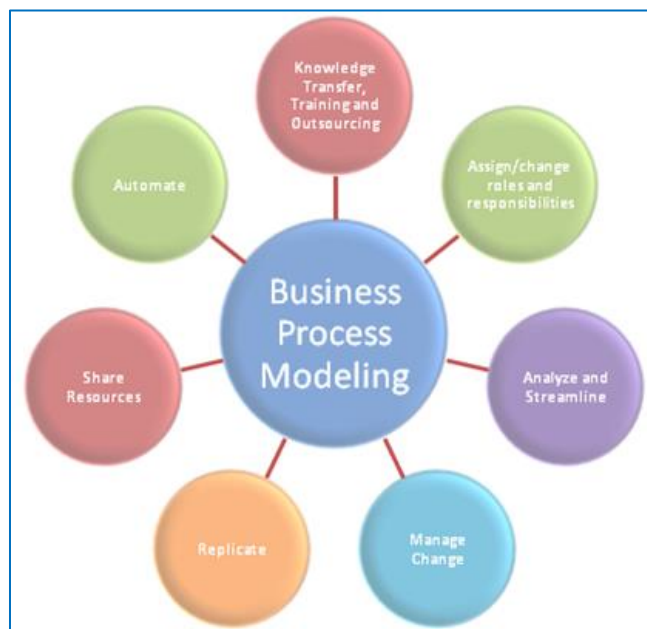 Knowledge
Transfer,
Training and
Outsourcing
Assign/change
roles and
responsibilities
Analyze and
Streamline
Manage
Change
Replicate
Share
Resources
Automate
Business
Process
Modeling